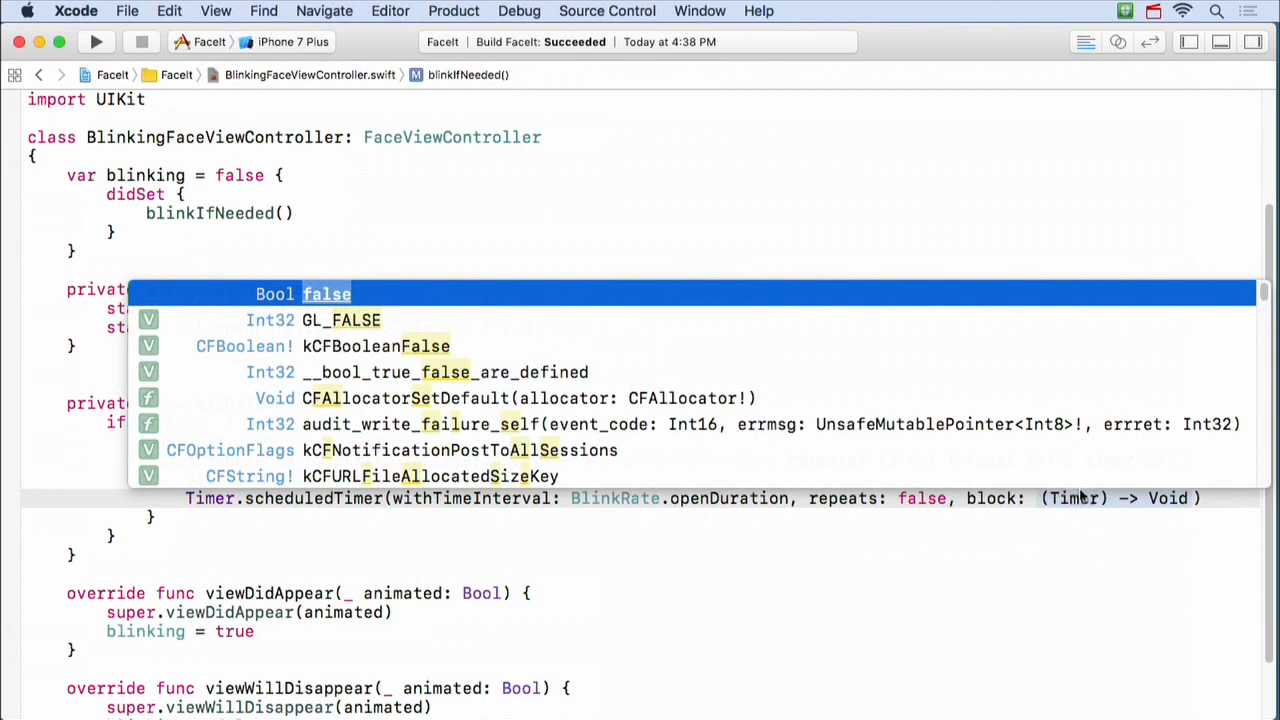 Xcode File Edit View Find Navigate Editor Product Debug Source Control Window Help
FaceIt iPhone 7 Plus FaceIt Build FaceIt: Succeeded Today at 4:38 PM
FaceIt FaceIt BlinkingFaceViewController.swift M blinkIfNeeded()
import UIKit
class BlinkingFaceViewController: FaceViewController
{
var blinking = false {
didSet {
blinkIfNeeded()
}
}
private
Bool false
st
V Int32 GL_FALSE
st
V CFBoolean! kCFBooleanFalse
}
V Int32 __bool_true_false_are_defined
private
f Void CFAllocatorSetDefault(allocator: CFAllocator!)
if
f Int32 audit_write_failure_self(event_code: Int16, errmsg: UnsafeMutablePointer<Int8>!, errret: Int32)
V CFOptionFlags kCFNotificationPostToAllSessions
V CFString! kCFURLFileAllocatedSizeKey
Timer.scheduledTimer(withTimeInterval: BlinkRate.openDuration, repeats: false, block: (Timer) -> Void)
}
}
}
override func viewDidAppear(_ animated: Bool) {
super.viewDidAppear(animated)
blinking = true
}
override func viewWillDisappear(_ animated: Bool) {
super.viewWillDisappear(animated)